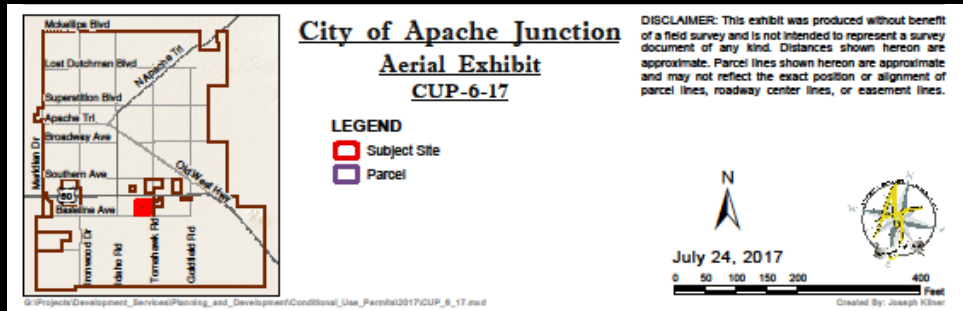 Mckellips Blvd
Lost Dutchman Blvd
N Apache Trl
Superstition Blvd
Apache Trl
Broadway Ave
Meridian Dr
Southern Ave
Old West Hwy
60
Baseline Ave
Ironwood Dr
Idaho Rd
Tomahawk Rd
Goldfield Rd
City of Apache Junction
Aerial Exhibit
CUP-6-17
LEGEND
Subject Site
Parcel
DISCLAIMER: This exhibit was produced without benefit
of a field survey and is not intended to represent a survey
document of any kind. Distances shown hereon are
approximate. Parcel lines shown hereon are approximate
and may not reflect the exact position or alignment of
parcel lines, roadway center lines, or easement lines.
N
July 24, 2017
0 50 100 150 200 400
Feet
G:\Projects\Development_Services\Planning_and_Development\Conditional_Use_Permits\2017\CUP_6_17.mxd
Created By: Joseph Kliner